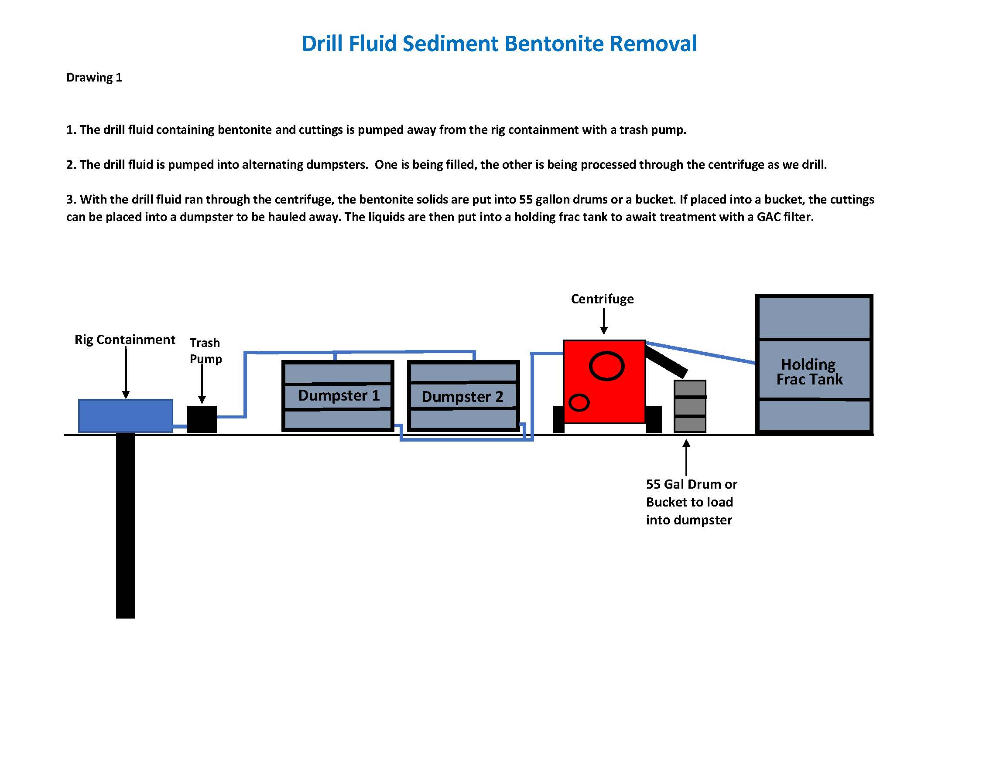 Drill Fluid Sediment Bentonite Removal
Drawing 1
1. The drill fluid containing bentonite and cuttings is pumped away from the rig containment with a trash pump.
2. The drill fluid is pumped into alternating dumpsters.  One is being filled, the other is being processed through the centrifuge as we drill.
3. With the drill fluid ran through the centrifuge, the bentonite solids are put into 55 gallon drums or a bucket. If placed into a bucket, the cuttings
can be placed into a dumpster to be hauled away. The liquids are then put into a holding frac tank to await treatment with a GAC filter.
Centrifuge
Rig Containment
Trash
Pump
Dumpster 1
Dumpster 2
Holding
Frac Tank
55 Gal Drum or
Bucket to load
into dumpster